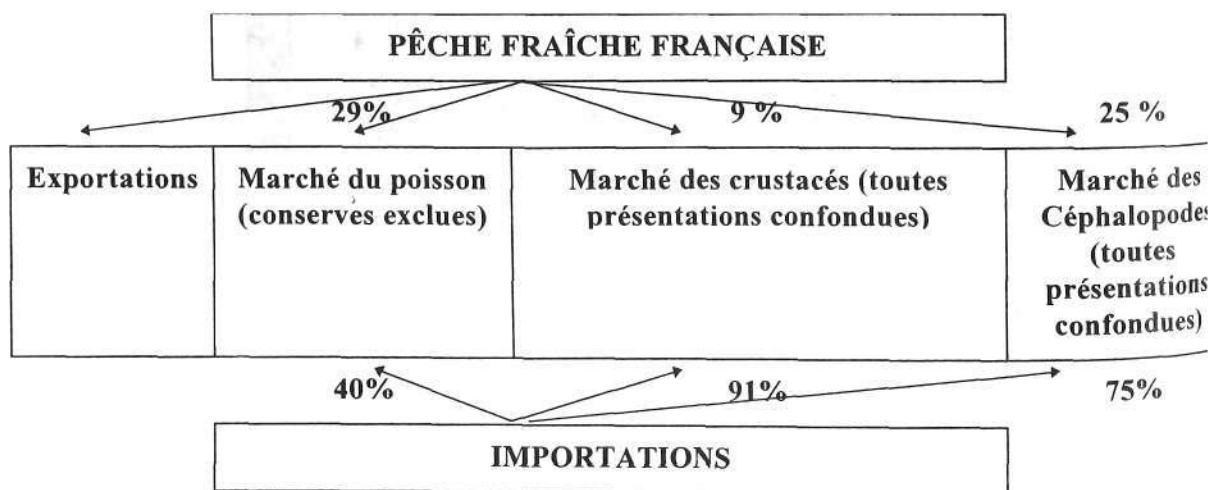 PÊCHE FRAÎCHE FRANÇAISE
29% 9 % 25 %
Exportations
Marché du poisson
(conserves exclues)
Marché des crustacés (toutes
présentations confondues)
Marché des
Céphalopodes
(toutes
présentations
confondues)
40% 91% 75%
IMPORTATIONS